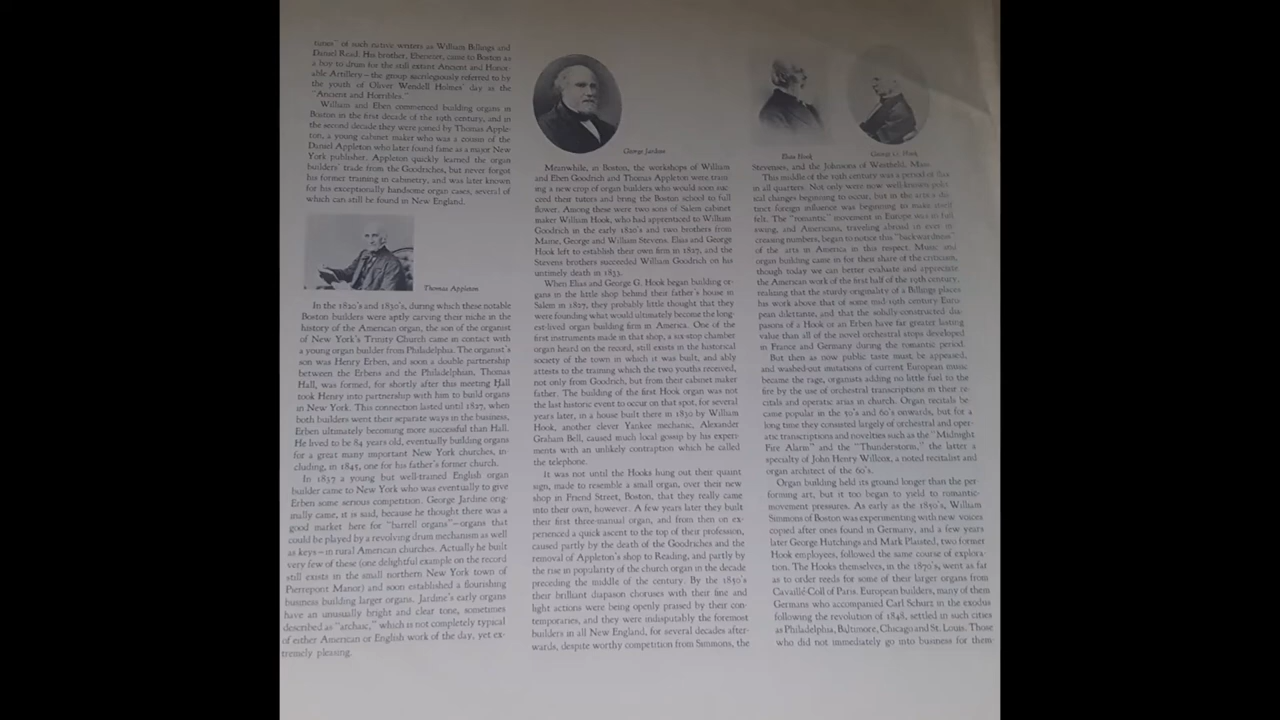 tunes" of such native writers as William Billings and
Daniel Read. His brother, Ebenezer, came to Boston as
a boy to drum for the still extant Ancient and Honor-
able Artillery—the group sacrilegiously referred to by
the youth of Oliver Wendell Holmes' day as the
"Ancient and Horribles."
William and Eben commenced building organs in
Boston in the first decade of the 19th century, and in
the second decade they were joined by Thomas Apple-
ton, a young cabinet maker who was a cousin of the
Daniel Appleton who later found fame as a major New
York publisher. Appleton quickly learned the organ
builders' trade from the Goodriches, but never forgot
his former training in cabinetry, and was later known
for his exceptionally handsome organ cases, several of
which can still be found in New England.
Thomas Appleton
In the 1820's and 1830's, during which these notable
Boston builders were aptly carving their niche in the
history of the American organ, the son of the organist
of New York's Trinity Church came in contact with
a young organ builder from Philadelphia. The organist's
son was Henry Erben, and soon a double partnership
between the Erbens and the Philadelphian, Thomas
Hall, was formed, for shortly after this meeting Hall
took Henry into partnership with him to build organs
in New York. This connection lasted until 1827, when
both builders went their separate ways in the business,
Erben ultimately becoming more successful than Hall.
He lived to be 84 years old, eventually building organs
for a great many important New York churches, in-
cluding, in 1841, one for his father's former church.
In 1837 a young but well-trained English organ
builder came to New York who was eventually to give
Erben some serious competition. George Jardine orig-
inally came, it is said, because he thought there was a
good market here for "barrell organs"—organs that
could be played by a revolving drum mechanism as well
as keys—in rural American churches. Actually he built
very few of these (one delightful example on the record
still exists in the small northern New York town of
Pierrepont Manor) and soon established a flourishing
business building larger organs. Jardine's early organs
have an unusually bright and clear tone, sometimes
described as "archaic," which is not completely typical
of either American or English work of the day, yet ex-
tremely pleasing.
George Jardine
Meanwhile, in Boston, the workshops of William
and Eben Goodrich and Thomas Appleton were train-
ing a new crop of organ builders who would soon suc-
ceed their tutors and bring the Boston school to full
flower. Among these were two sons of Salem cabinet
maker William Hook, who had apprenticed to William
Goodrich in the early 1820's and two brothers from
Maine, George and William Stevens. Elias and George
Hook left to establish their own firm in 1827, and the
Stevens brothers succeeded William Goodrich on his
untimely death in 1833.
When Elias and George G. Hook began building or-
gans in the little shop behind their father's house in
Salem in 1827, they probably little thought that they
were founding what would ultimately become the long-
est-lived organ building firm in America. One of the
first instruments made in that shop, a six-stop chamber
organ heard on the record, still exists in the historical
society of the town in which it was built, and ably
attests to the training which the two youths received,
not only from Goodrich, but from their cabinet maker
father. The building of the first Hook organ was not
the last historic event to occur on that spot, for several
years later, in a house built there in 1830 by William
Hook, another clever Yankee mechanic, Alexander
Graham Bell, caused much local gossip by his experi-
ments with an unlikely contraption which he called
the telephone.
It was not until the Hooks hung out their quaint
sign, made to resemble a small organ, over their new
shop in Friend Street, Boston, that they really came
into their own, however. A few years later they built
their first three-manual organ, and from then on ex-
perienced a quick ascent to the top of their profession,
caused partly by the death of the Goodriches and the
removal of Appleton's shop to Reading, and partly by
the rise in popularity of the church organ in the decade
preceding the middle of the century. By the 1850's
their brilliant diapason choruses with their fine and
light actions were being openly praised by their con-
temporaries, and they were indisputably the foremost
builders in all New England, for several decades after-
wards, despite worthy competition from Simmons, the
Elias Hook
George G. Hook
Stevenses, and the Johnsons of Westfield, Mass.
This middle of the 19th century was a period of flux
in all quarters. Not only were now well-known polit-
ical changes beginning to occur, but in the arts a dis-
tinct foreign influence was beginning to make itself
felt. The "romantic" movement in Europe was in full
swing, and Americans, traveling abroad in ever in-
creasing numbers, began to notice this "backwardness"
of the arts in America in this respect. Music and
organ building came in for their share of the criticism,
though today we can better evaluate and appreciate
the American work of the first half of the 19th century,
realizing that the sturdy originality of a Billings places
his work above that of some mid-19th century Euro-
pean dilettante, and that the solidly-constructed dia-
pasons of a Hook or an Erben have far greater lasting
value than all of the novel orchestral stops developed
in France and Germany during the romantic period.
But then as now public taste must be appeased,
and washed-out mutations of current European music
became the rage, organists adding no little fuel to the
fire by the use of orchestral transcriptions in their re-
citals and operatic arias in church. Organ recitals be-
came popular in the 50's and 60's onwards, but for a
long time they consisted largely of orchestral and oper-
atic transcriptions and novelties such as the "Midnight
Fire Alarm" and the "Thunderstorm," the latter a
specialty of John Henry Willcox, a noted recitalist and
organ architect of the 60's.
Organ building held its ground longer than the per-
forming art, but it too began to yield to romantic-
movement pressures. As early as the 1850's, William
Simmons of Boston was experimenting with new voices
copied after ones found in Germany, and a few years
later George Hutchings and Mark Plaisted, two former
Hook employees, followed the same course of explora-
tion. The Hooks themselves, in the 1870's, went as far
as to order reeds for some of their larger organs from
Cavaillé-Coll of Paris. European builders, many of them
Germans who accompanied Carl Schurz in the exodus
following the revolution of 1848, settled in such cities
as Philadelphia, Baltimore, Chicago and St. Louis. Those
who did not immediately go into business for them-